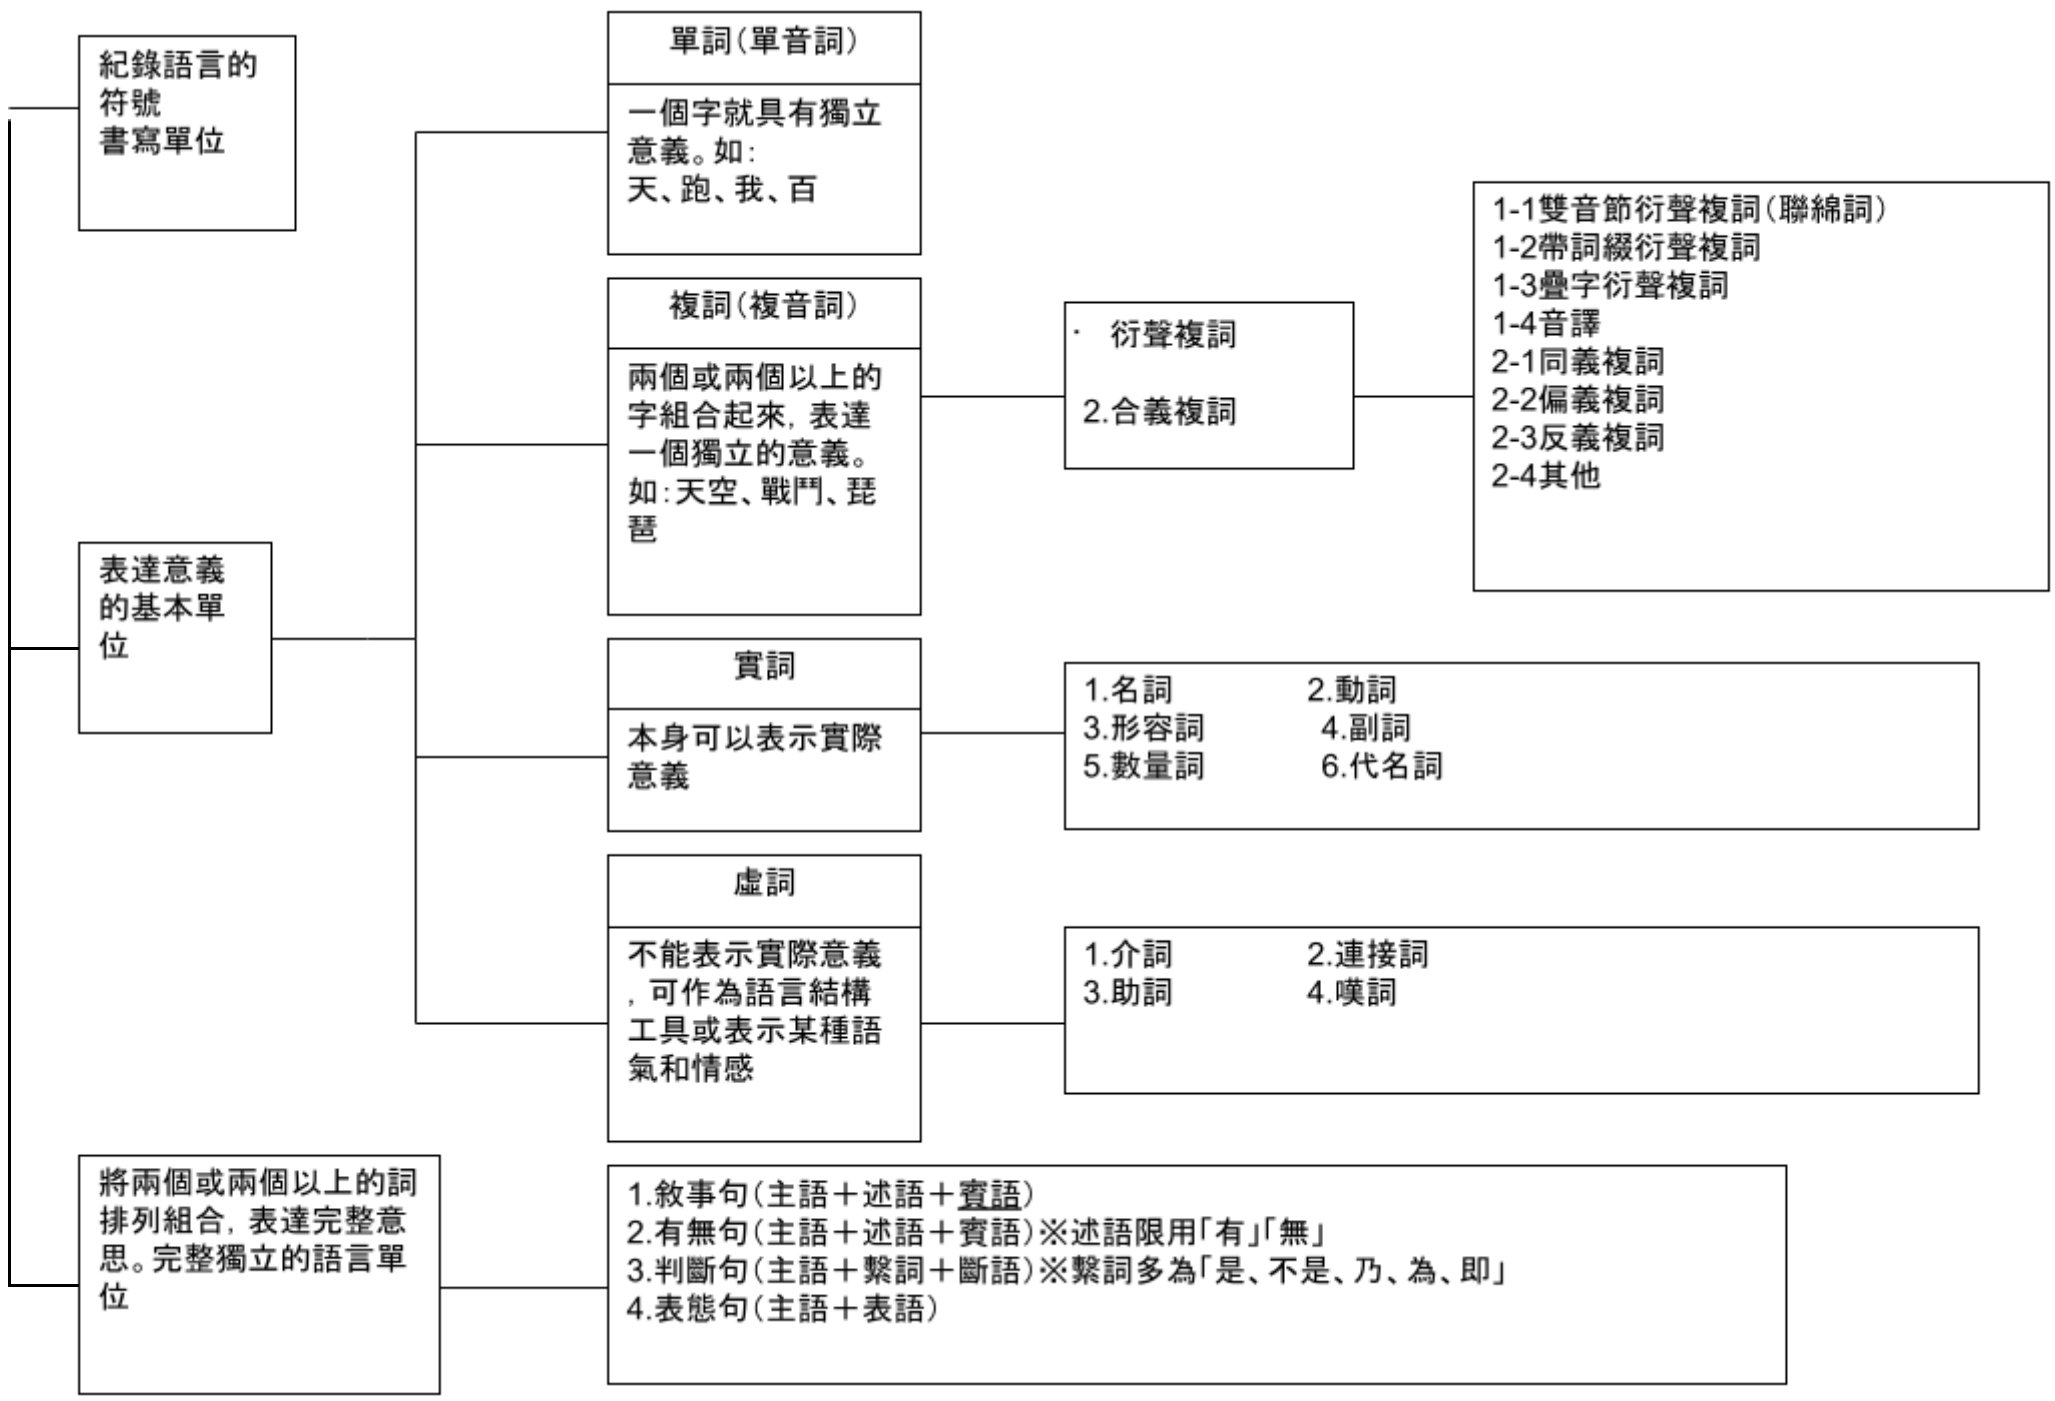 紀錄語言的
符號
書寫單位
單詞(單音詞)
一個字就具有獨立
意義。如:
天、跑、我、百
複詞(複音詞)
兩個或兩個以上的
字組合起來，表達
一個獨立的意義。
如:天空、戰鬥、琵
琶
· 衍聲複詞
2.合義複詞
1-1雙音節衍聲複詞(聯綿詞)
1-2帶詞綴衍聲複詞
1-3疊字衍聲複詞
1-4音譯
2-1同義複詞
2-2偏義複詞
2-3反義複詞
2-4其他
表達意義
的基本單
位
實詞
本身可以表示實際
意義
1.名詞 2.動詞
3.形容詞 4.副詞
5.數量詞 6.代名詞
虛詞
不能表示實際意義
，可作為語言結構
工具或表示某種語
氣和情感
1.介詞 2.連接詞
3.助詞 4.嘆詞
將兩個或兩個以上的詞
排列組合，表達完整意
思。完整獨立的語言單
位
1.敘事句(主語＋述語＋賓語)
2.有無句(主語＋述語＋賓語)※述語限用「有」「無」
3.判斷句(主語＋繫詞＋斷語)※繫詞多為「是、不是、乃、為、即」
4.表態句(主語＋表語)